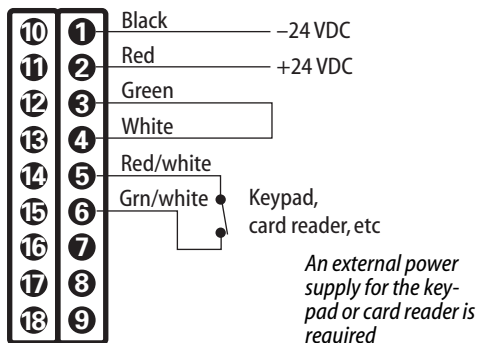 10 1 Black −24 VDC
11 2 Red +24 VDC
12 3 Green
13 4 White
14 5 Red/white
15 6 Grn/white Keypad,
card reader, etc
16 7
An external power
17 8 supply for the key-
pad or card reader is
18 9 required